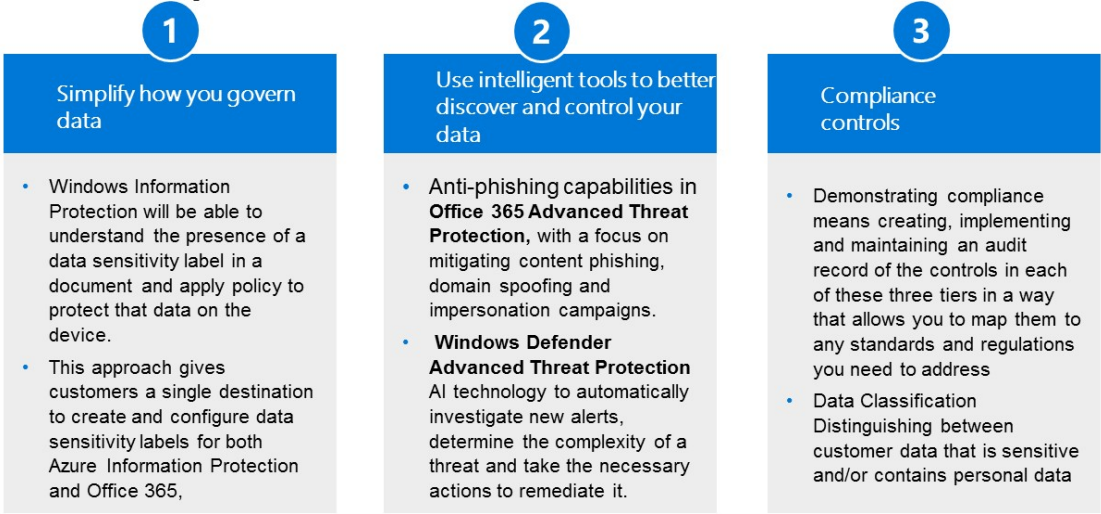 1
Simplify how you govern
data
• Windows Information
Protection will be able to
understand the presence of a
data sensitivity label in a
document and apply policy to
protect that data on the
device.
• This approach gives
customers a single destination
to create and configure data
sensitivity labels for both
Azure Information Protection
and Office 365,
2
Use intelligent tools to better
discover and control your
data
• Anti-phishing capabilities in
Office 365 Advanced Threat
Protection, with a focus on
mitigating content phishing,
domain spoofing and
impersonation campaigns.
• Windows Defender
Advanced Threat Protection
AI technology to automatically
investigate new alerts,
determine the complexity of a
threat and take the necessary
actions to remediate it.
3
Compliance
controls
• Demonstrating compliance
means creating, implementing
and maintaining an audit
record of the controls in each
of these three tiers in a way
that allows you to map them to
any standards and regulations
you need to address
• Data Classification
Distinguishing between
customer data that is sensitive
and/or contains personal data